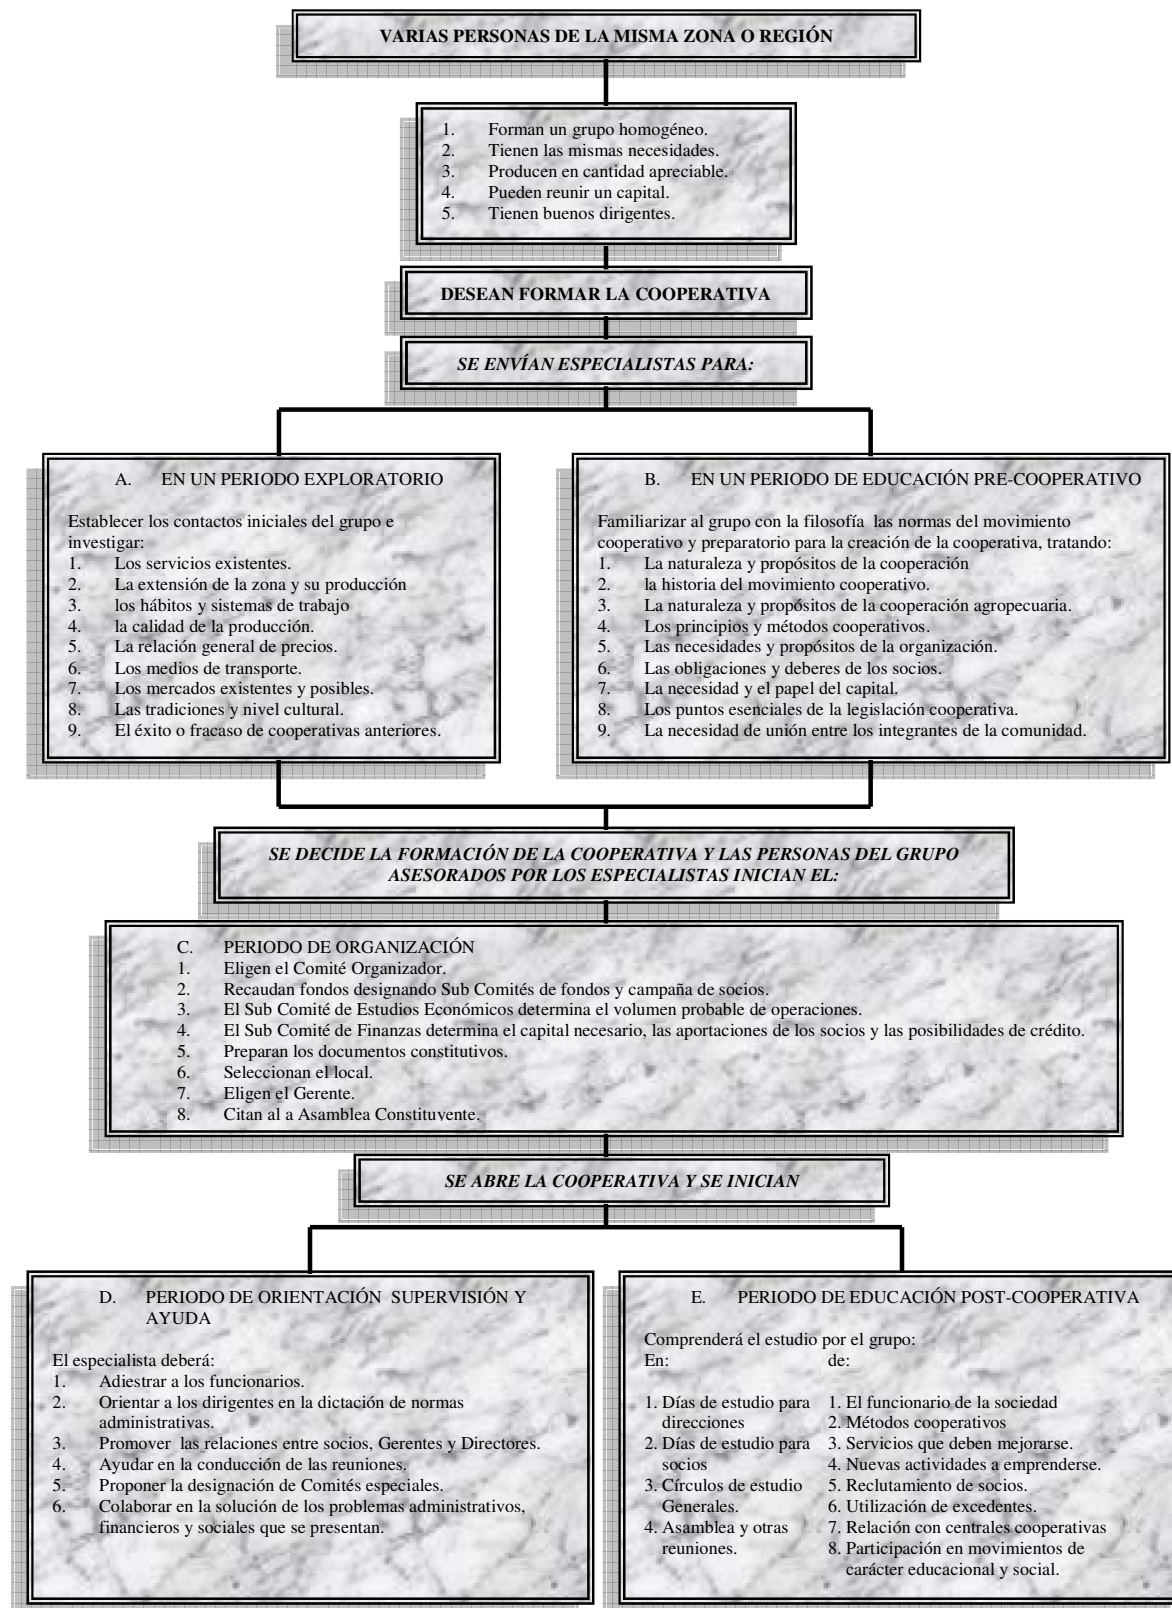 VARIAS PERSONAS DE LA MISMA ZONA O REGIÓN
1. Forman un grupo homogéneo.
2. Tienen las mismas necesidades.
3. Producen en cantidad apreciable.
4. Pueden reunir un capital.
5. Tienen buenos dirigentes.
DESEAN FORMAR LA COOPERATIVA
SE ENVÍAN ESPECIALISTAS PARA:
A. EN UN PERIODO EXPLORATORIO
Establecer los contactos iniciales del grupo e
investigar:
1. Los servicios existentes.
2. La extensión de la zona y su producción
3. los hábitos y sistemas de trabajo
4. la calidad de la producción.
5. La relación general de precios.
6. Los medios de transporte.
7. Los mercados existentes y posibles.
8. Las tradiciones y nivel cultural.
9. El éxito o fracaso de cooperativas anteriores.
B. EN UN PERIODO DE EDUCACIÓN PRE-COOPERATIVO
Familiarizar al grupo con la filosofía las normas del movimiento
cooperativo y preparatorio para la creación de la cooperativa, tratando:
1. La naturaleza y propósitos de la cooperación
2. la historia del movimiento cooperativo.
3. La naturaleza y propósitos de la cooperación agropecuaria.
4. Los principios y métodos cooperativos.
5. Las necesidades y propósitos de la organización.
6. Las obligaciones y deberes de los socios.
7. La necesidad y el papel del capital.
8. Los puntos esenciales de la legislación cooperativa.
9. La necesidad de unión entre los integrantes de la comunidad.
SE DECIDE LA FORMACIÓN DE LA COOPERATIVA Y LAS PERSONAS DEL GRUPO
ASESORADOS POR LOS ESPECIALISTAS INICIAN EL:
C. PERIODO DE ORGANIZACIÓN
1. Eligen el Comité Organizador.
2. Recaudan fondos designando Sub Comités de fondos y campaña de socios.
3. El Sub Comité de Estudios Económicos determina el volumen probable de operaciones.
4. El Sub Comité de Finanzas determina el capital necesario, las aportaciones de los socios y las posibilidades de crédito.
5. Preparan los documentos constitutivos.
6. Seleccionan el local.
7. Eligen el Gerente.
8. Citan al a Asamblea Constituyente.
SE ABRE LA COOPERATIVA Y SE INICIAN
D. PERIODO DE ORIENTACIÓN SUPERVISIÓN Y
AYUDA
El especialista deberá:
1. Adiestrar a los funcionarios.
2. Orientar a los dirigentes en la dictación de normas
administrativas.
3. Promover las relaciones entre socios, Gerentes y Directores.
4. Ayudar en la conducción de las reuniones.
5. Proponer la designación de Comités especiales.
6. Colaborar en la solución de los problemas administrativos,
financieros y sociales que se presentan.
E. PERIODO DE EDUCACIÓN POST-COOPERATIVA
Comprenderá el estudio por el grupo:
En:
1. Días de estudio para
direcciones
2. Días de estudio para
socios
3. Círculos de estudio
Generales.
4. Asamblea y otras
reuniones.
de:
1. El funcionario de la sociedad
2. Métodos cooperativos
3. Servicios que deben mejorarse.
4. Nuevas actividades a emprenderse.
5. Reclutamiento de socios.
6. Utilización de excedentes.
7. Relación con centrales cooperativas
8. Participación en movimientos de
carácter educacional y social.